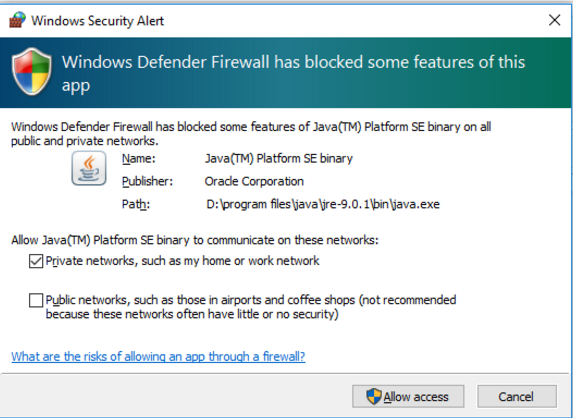 Windows Security Alert
Windows Defender Firewall has blocked some features of this
app
Windows Defender Firewall has blocked some features of Java(TM) Platform SE binary on all
public and private networks.
Name: Java(TM) Platform SE binary
Publisher: Oracle Corporation
Path: D:\program files\java\jre-9.0.1\bin\java.exe
Allow Java(TM) Platform SE binary to communicate on these networks:
Private networks, such as my home or work network
Public networks, such as those in airports and coffee shops (not recommended
because these networks often have little or no security)
What are the risks of allowing an app through a firewall?
Allow access Cancel